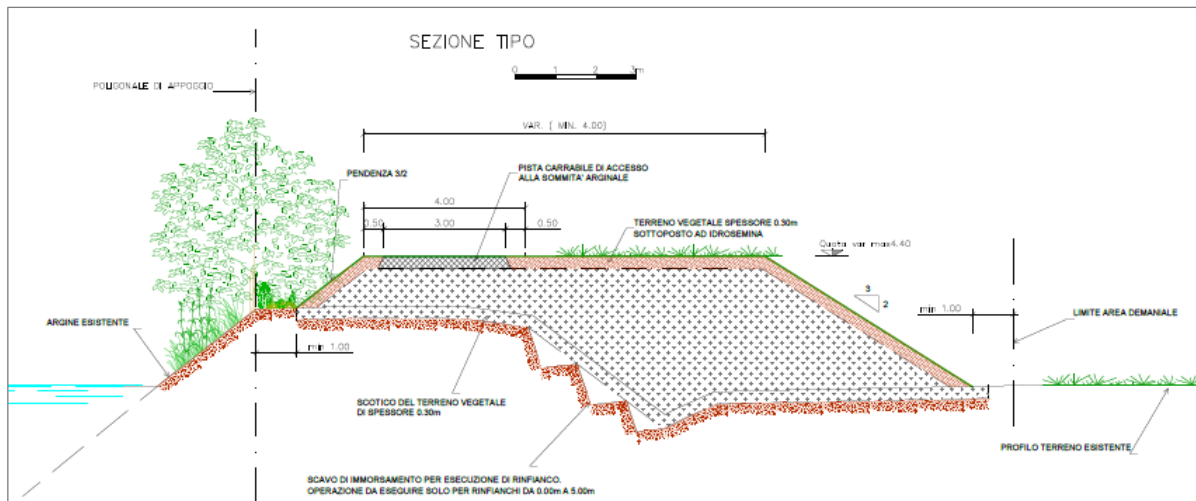 SEZIONE TIPO
0 1 2 3m
POLIGONALE DI APPOGGIO
VAR. ( MIN. 4.00)
PENDENZA 3/2
PISTA CARRABILE DI ACCESSO
ALLA SOMMITA' ARGINALE
4.00
0.50 3.00 0.50
TERRENO VEGETALE SPESSORE 0.30m
SOTTOPOSTO AD IDROSEMINA
Quota var max4.40
3
2
min 1.00
LIMITE AREA DEMANIALE
ARGINE ESISTENTE
min 1.00
SCOTICO DEL TERRENO VEGETALE
DI SPESSORE 0.30m
PROFILO TERRENO ESISTENTE
SCAVO DI IMMORSAMENTO PER ESECUZIONE DI RINFIANCO.
OPERAZIONE DA ESEGUIRE SOLO PER RINFIANCHI DA 0.00m A 5.00m